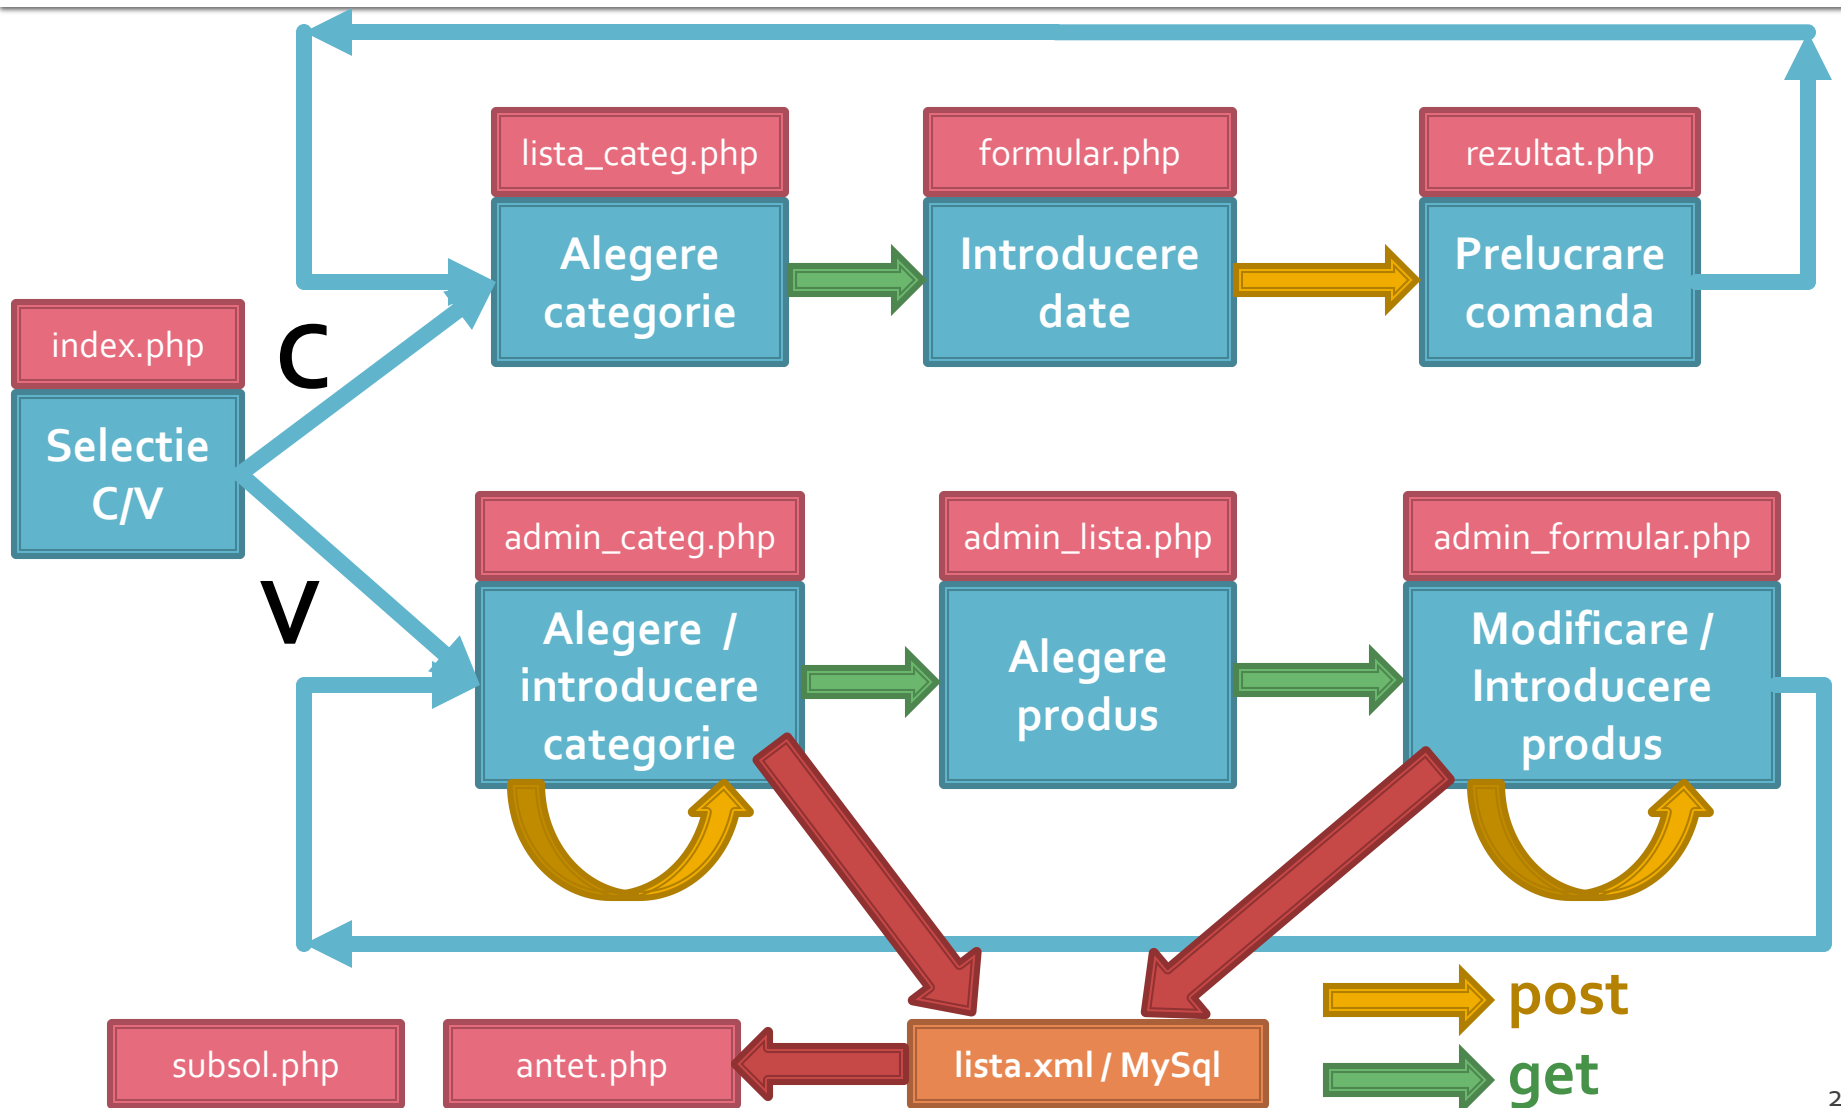 lista_categ.php
formular.php
rezultat.php
Alegere
categorie
Introducere
date
Prelucrare
comanda
index.php
Selectie
C/V
C
V
admin_categ.php
admin_lista.php
admin_formular.php
Alegere /
introducere
categorie
Alegere
produs
Modificare /
Introducere
produs
post
get
subsol.php
antet.php
lista.xml / MySql